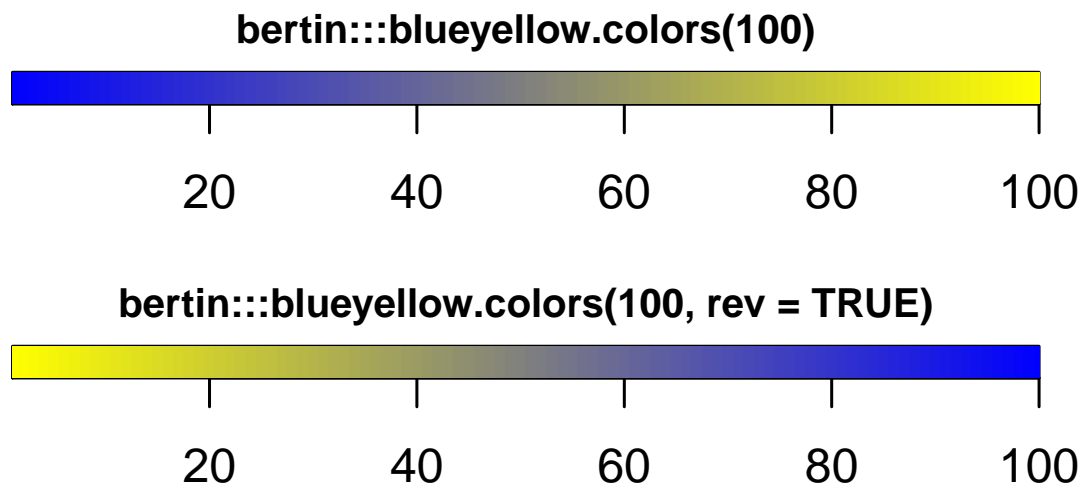 bertin:::blueyellow.colors(100)
20 40 60 80 100
bertin:::blueyellow.colors(100, rev = TRUE)
20 40 60 80 100